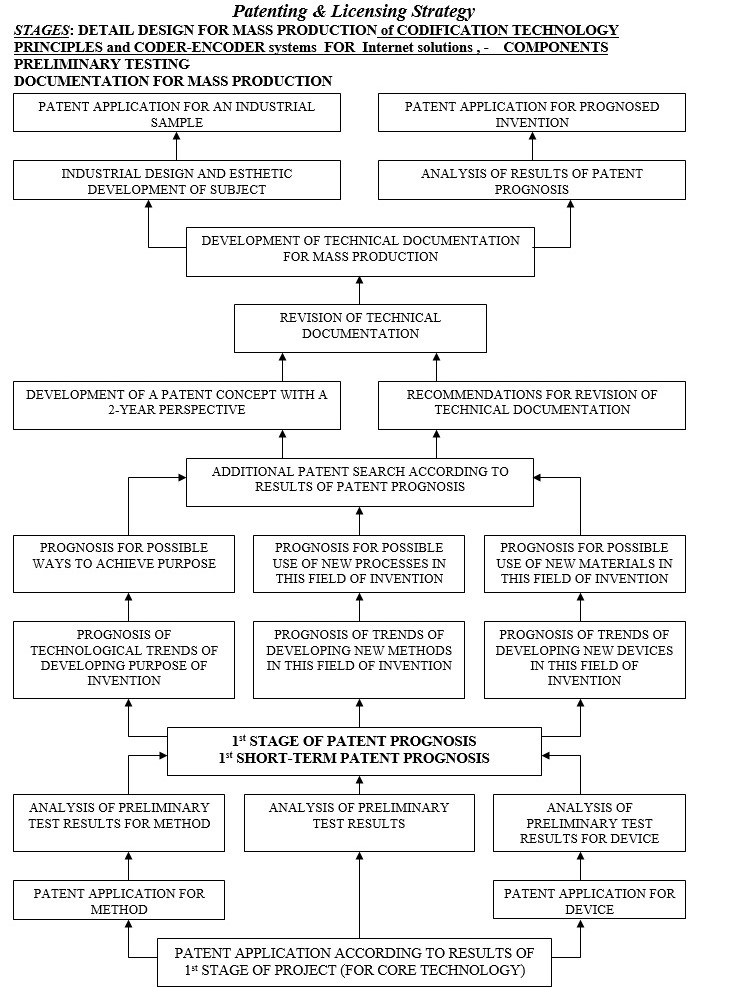 Patenting & Licensing Strategy
STAGES: DETAIL DESIGN FOR MASS PRODUCTION of CODIFICATION TECHNOLOGY
PRINCIPLES and CODER-ENCODER systems FOR Internet solutions , - COMPONENTS
PRELIMINARY TESTING
DOCUMENTATION FOR MASS PRODUCTION
PATENT APPLICATION FOR AN INDUSTRIAL
SAMPLE
PATENT APPLICATION FOR PROGNOSED
INVENTION
INDUSTRIAL DESIGN AND ESTHETIC
DEVELOPMENT OF SUBJECT
ANALYSIS OF RESULTS OF PATENT
PROGNOSIS
DEVELOPMENT OF TECHNICAL DOCUMENTATION
FOR MASS PRODUCTION
REVISION OF TECHNICAL
DOCUMENTATION
DEVELOPMENT OF A PATENT CONCEPT WITH A
2-YEAR PERSPECTIVE
RECOMMENDATIONS FOR REVISION OF
TECHNICAL DOCUMENTATION
ADDITIONAL PATENT SEARCH ACCORDING TO
RESULTS OF PATENT PROGNOSIS
PROGNOSIS FOR POSSIBLE
WAYS TO ACHIEVE PURPOSE
PROGNOSIS FOR POSSIBLE
USE OF NEW PROCESSES IN
THIS FIELD OF INVENTION
PROGNOSIS FOR POSSIBLE
USE OF NEW MATERIALS IN
THIS FIELD OF INVENTION
PROGNOSIS OF
TECHNOLOGICAL TRENDS OF
DEVELOPING PURPOSE OF
INVENTION
PROGNOSIS OF TRENDS OF
DEVELOPING NEW METHODS
IN THIS FIELD OF INVENTION
PROGNOSIS OF TRENDS OF
DEVELOPING NEW DEVICES
IN THIS FIELD OF
INVENTION
1st STAGE OF PATENT PROGNOSIS
1st SHORT-TERM PATENT PROGNOSIS
ANALYSIS OF PRELIMINARY
TEST RESULTS FOR METHOD
ANALYSIS OF PRELIMINARY
TEST RESULTS
ANALYSIS OF
PRELIMINARY TEST
RESULTS FOR DEVICE
PATENT APPLICATION FOR
METHOD
PATENT APPLICATION FOR
DEVICE
PATENT APPLICATION ACCORDING TO RESULTS OF
1st STAGE OF PROJECT (FOR CORE TECHNOLOGY)